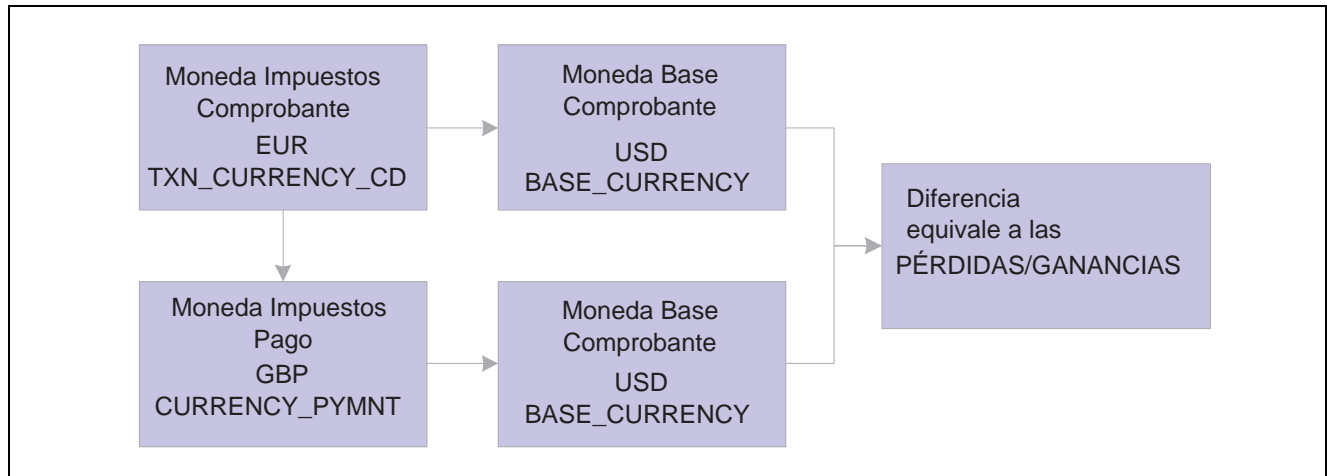 Moneda Impuestos
Comprobante
EUR
TXN_CURRENCY_CD
Moneda Base
Comprobante
USD
BASE_CURRENCY
Diferencia
equivale a las
PÉRDIDAS/GANANCIAS
Moneda Impuestos
Pago
GBP
CURRENCY_PYMNT
Moneda Base
Comprobante
USD
BASE_CURRENCY